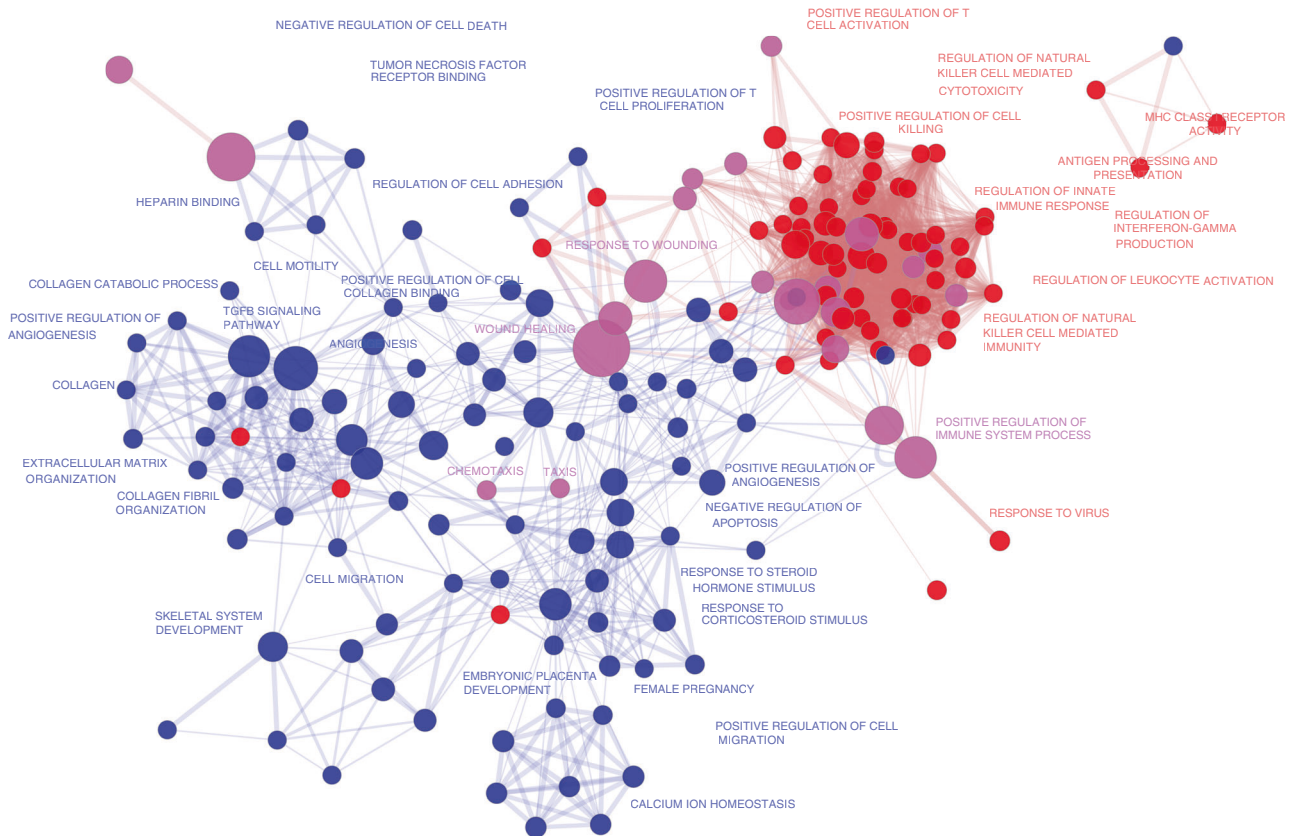 POSITIVE REGULATION OF T
CELL ACTIVATION
NEGATIVE REGULATION OF CELL DEATH
TUMOR NECROSIS FACTOR
RECEPTOR BINDING
REGULATION OF NATURAL
KILLER CELL MEDIATED
CYTOTOXICITY
POSITIVE REGULATION OF T
CELL PROLIFERATION
POSITIVE REGULATION OF CELL
KILLING
MHC CLASS I RECEPTOR
ACTIVITY
ANTIGEN PROCESSING AND
PRESENTATION
REGULATION OF CELL ADHESION
HEPARIN BINDING
REGULATION OF INNATE
IMMUNE RESPONSE
REGULATION OF
INTERFERON-GAMMA
PRODUCTION
RESPONSE TO WOUNDING
CELL MOTILITY
COLLAGEN CATABOLIC PROCESS
POSITIVE REGULATION OF CELL
COLLAGEN BINDING
REGULATION OF LEUKOCYTE ACTIVATION
TGFB SIGNALING
PATHWAY
POSITIVE REGULATION OF
ANGIOGENESIS
WOUND HEALING
ANGIOGENESIS
REGULATION OF NATURAL
KILLER CELL MEDIATED
IMMUNITY
COLLAGEN
POSITIVE REGULATION OF
IMMUNE SYSTEM PROCESS
EXTRACELLULAR MATRIX
ORGANIZATION
CHEMOTAXIS
TAXIS
POSITIVE REGULATION OF
ANGIOGENESIS
COLLAGEN FIBRIL
ORGANIZATION
NEGATIVE REGULATION OF
APOPTOSIS
RESPONSE TO VIRUS
CELL MIGRATION
RESPONSE TO STEROID
HORMONE STIMULUS
RESPONSE TO
CORTICOSTEROID STIMULUS
SKELETAL SYSTEM
DEVELOPMENT
EMBRYONIC PLACENTA
DEVELOPMENT
FEMALE PREGNANCY
POSITIVE REGULATION OF CELL
MIGRATION
CALCIUM ION HOMEOSTASIS